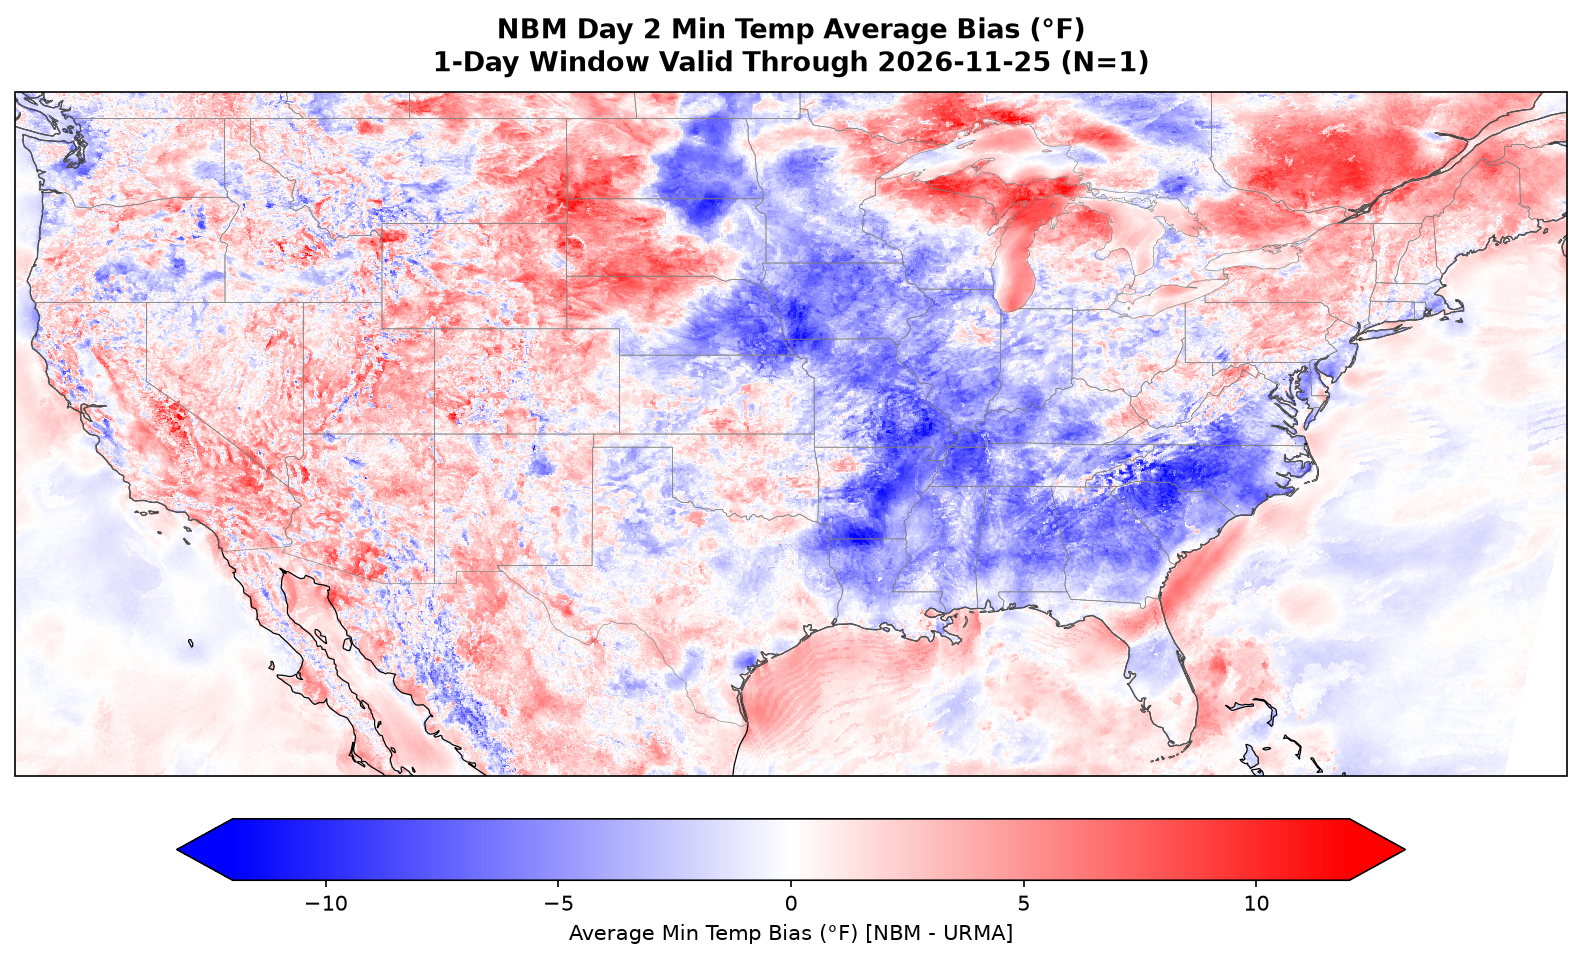 NBM Day 2 Min Temp Average Bias (°F)
1-Day Window Valid Through 2026-11-25 (N=1)
−10 −5 0 5 10
Average Min Temp Bias (°F) [NBM - URMA]